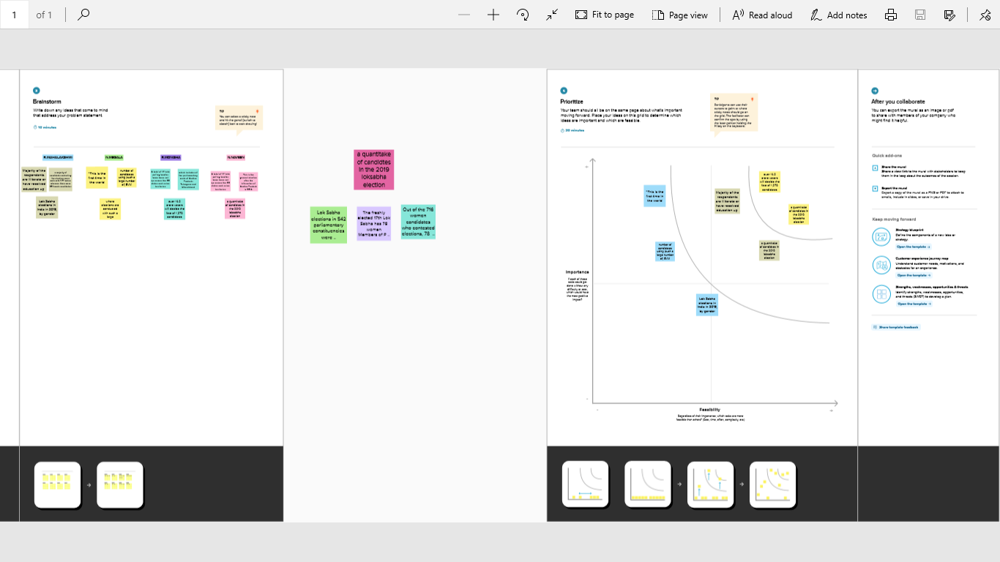 1 of 1
Fit to page
Page view
Read aloud
Add notes
Brainstorm
Write down any ideas that come to mind
that address your problem statement.
10 minutes
TIP
You can select a sticky note
and hit the pencil [switch to
sketch] icon to start drawing!
R.MAHALAKSHMI
N.MEGALA
N.NAVEEN
Majority of the
respondents
are illiterate or
have received
education up
"This is the
first time in
the world
number of
candidates
using such a
large number
of EVM
Lok Sabha
elections in
India in 2019,
by gender
where
elections are
conducted
with such a
large
over 14.3
crore voters
will decide the
fate of 1,270
candidates
a quantitake
of candidtes in
the 2019
loksabha
election
a quantitake
of candidtes
in the 2019
loksabha
election
Lok Sabha
elections in 542
parliamentary
constituencies
were ..
The freshly
elected 17th Lok
Sabha has 78
women
Members of P ..
Out of the 716
women
candidates
who contested
elections, 78 ..
Prioritize
Your team should all be on the same page about what's important
moving forward. Place your ideas on this grid to determine which
ideas are important and which are feasible.
20 minutes
TIP
Participants can use their
cursors to point at where
sticky notes should go on
the grid. The facilitator can
confirm the spot by using
the laser pointer holding the
H key on the keyboard.
"This is the
first time in
the world
Majority of the
respondents
are illiterate or
have received
education up
over 14.3
crore voters
will decide the
fate of 1,270
candidates
a quantitake
of candidtes in
the 2019
loksabha
election
number of
candidates
using such a
large number
of EVM
a quantitake
of candidtes in
the 2019
loksabha
election
Lok Sabha
elections in
India in 2019,
by gender
Importance
If each of these
tasks could get
done without any
difficulty or cost,
which would have
the most positive
impact?
Feasibility
Regardless of their importance, which tasks are more
feasible than others? (Cost, time, effort, complexity, etc.)
After you collaborate
You can export the mural as an image or pdf
to share with members of your company who
might find it helpful.
Quick add-ons
Share the mural
Share a view link to the mural with stakeholders to keep
them in the loop about the outcomes of the session.
Export the mural
Export a copy of the mural as a PNG or PDF to attach to
emails, include in slides, or save in your drive.
Keep moving forward
Strategy blueprint
Define the components of a new idea or
strategy.
Open the template
Customer experience journey map
Understand customer needs, motivations, and
obstacles for an experience.
Open the template
Strengths, weaknesses, opportunities & threats
Identify strengths, weaknesses, opportunities,
and threats (SWOT) to develop a plan.
Open the template
Share template feedback